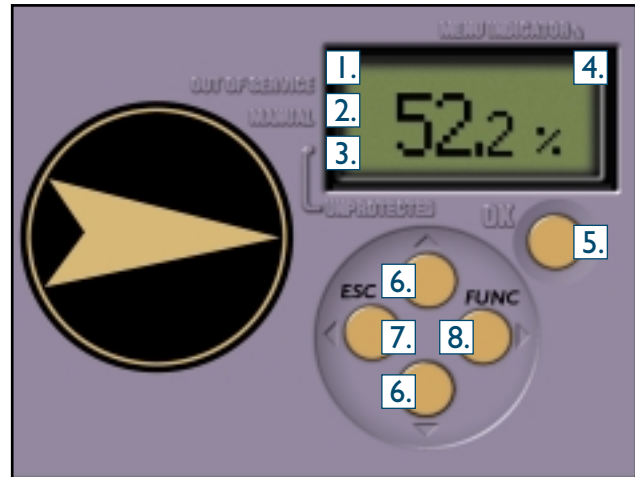 MENU INDICATORS
1. 4.
OUT OF SERVICE
2. 52.2 %
MANUAL
3.
UNPROTECTED
OK
5.
6.
ESC FUNC
7. 8.
6.